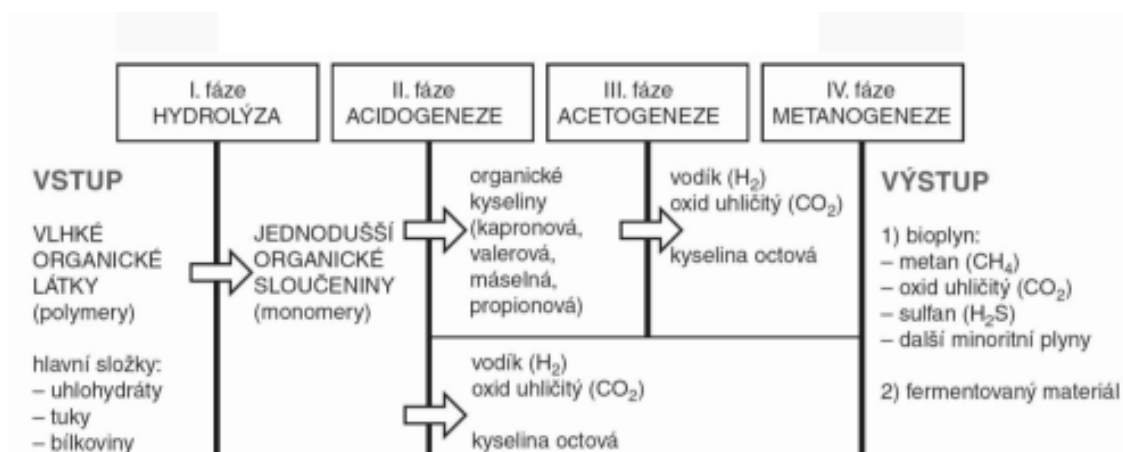 I. fáze
HYDROLÝZA
II. fáze
ACIDOGENEZE
III. fáze
ACETOGENEZE
IV. fáze
METANOGENEZE
VSTUP
VLHKÉ
ORGANICKÉ
LÁTKY
(polymery)
hlavní složky:
– uhlohydráty
– tuky
– bílkoviny
JEDNODUŠŠÍ
ORGANICKÉ
SLOUČENINY
(monomery)
organické
kyseliny
(kapronová,
valerová,
máselná,
propionová)
vodík (H₂)
oxid uhličitý (CO₂)
kyselina octová
vodík (H₂)
oxid uhličitý (CO₂)
kyselina octová
VÝSTUP
1) bioplyn:
– metan (CH₄)
– oxid uhličitý (CO₂)
– sulfan (H₂S)
– další minoritní plyny
2) fermentovaný materiál